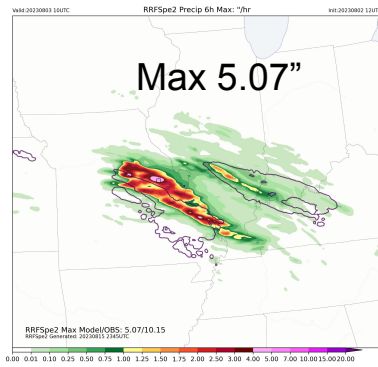 Valid:20230803 10UTC RRFSpe2 Precip 6h Max: "/hr Init:20230802 12UT
Max 5.07”
RRFSpe2 Max Model/OBS: 5.07/10.15
RRFSpe2 Generated: 20230815 2345UTC
0.00 0.01 0.10 0.25 0.50 0.75 1.00 1.25 1.50 1.75 2.00 2.50 3.00 4.00 5.00 7.00 10.00 15.00 20.00